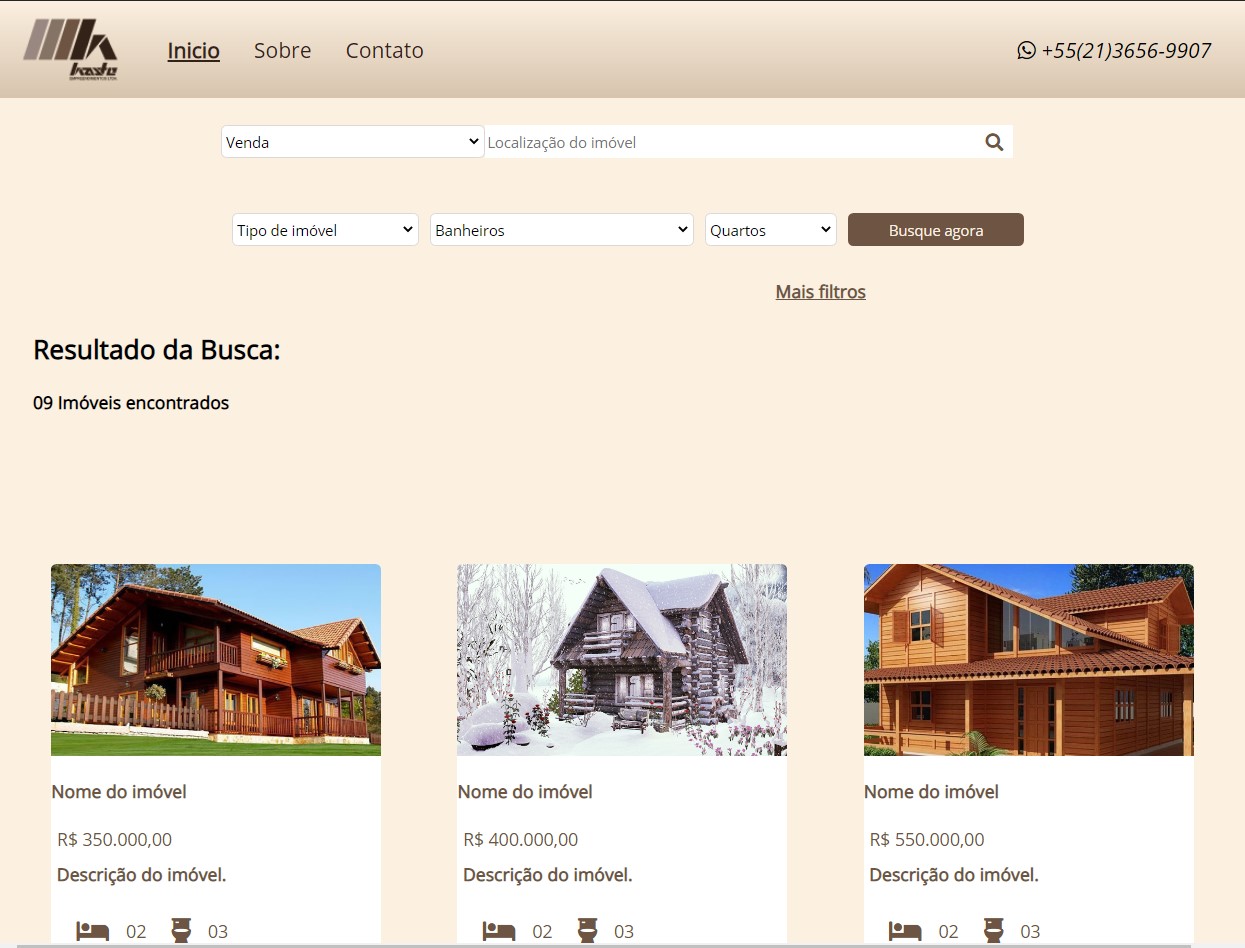 Inicio Sobre Contato +55(21)3656-9907
Venda Localização do imóvel
Tipo de imóvel Banheiros Quartos Busque agora
Mais filtros
Resultado da Busca:
09 Imóveis encontrados
Nome do imóvel Nome do imóvel Nome do imóvel
R$ 350.000,00 R$ 400.000,00 R$ 550.000,00
Descrição do imóvel. Descrição do imóvel. Descrição do imóvel.
02 03 02 03 02 03